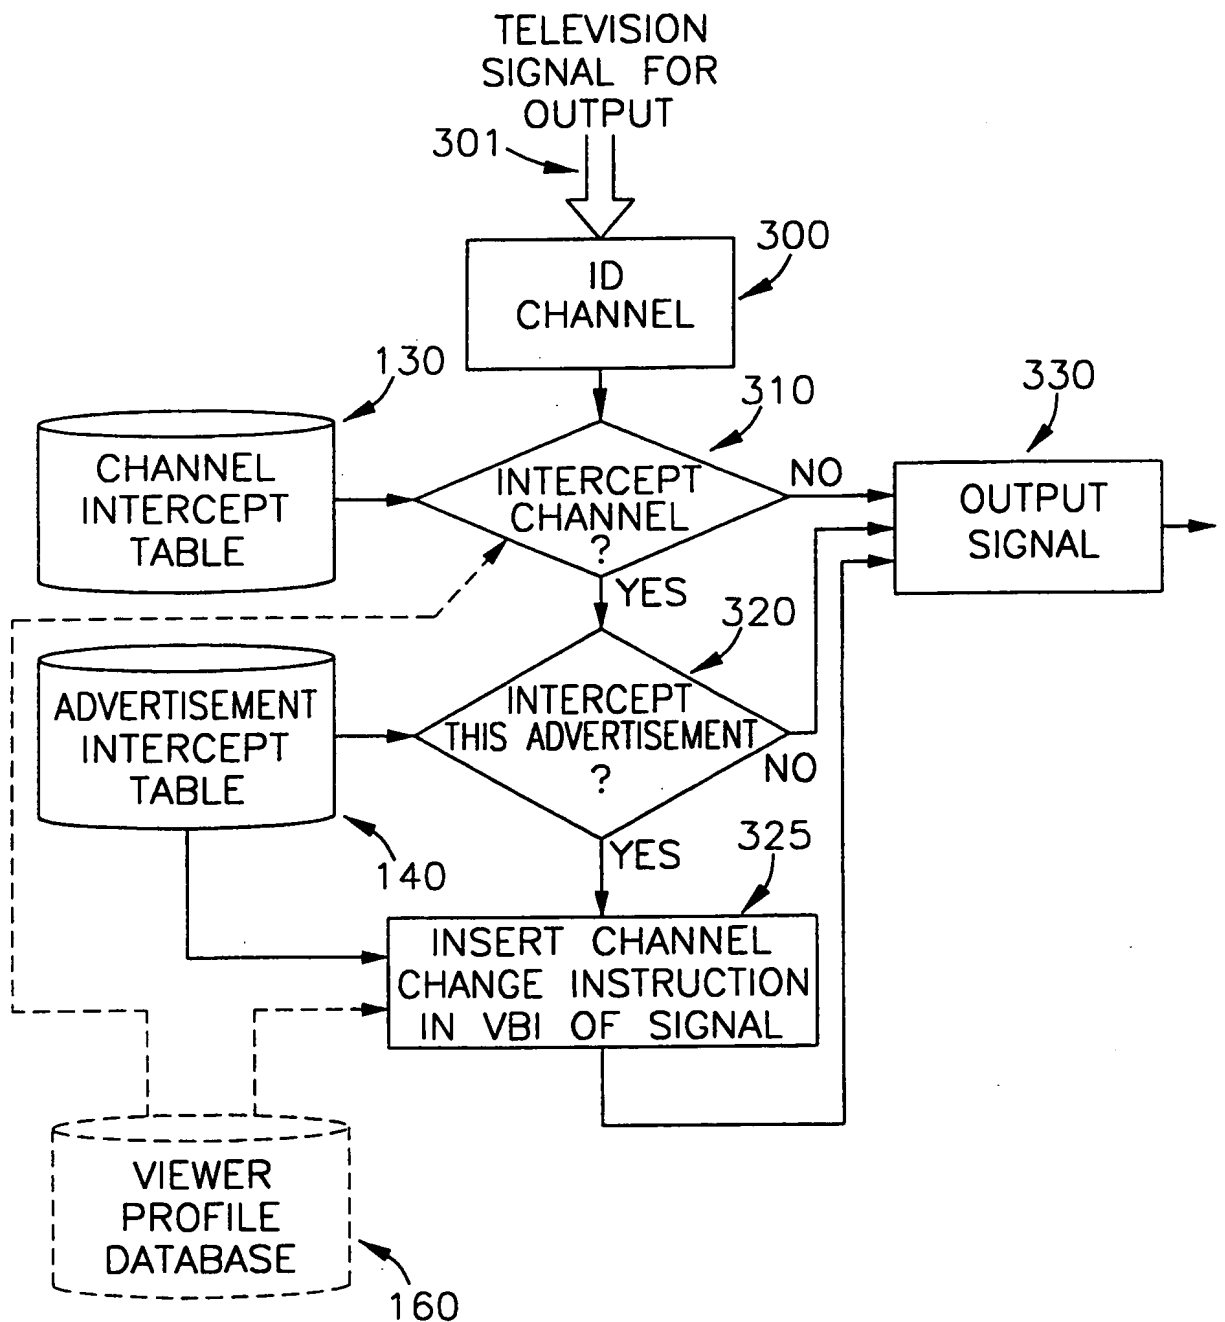 TELEVISION
SIGNAL FOR
OUTPUT
301
300
ID
CHANNEL
130
310
330
CHANNEL
INTERCEPT
TABLE
INTERCEPT
CHANNEL
?
NO
OUTPUT
SIGNAL
YES
320
ADVERTISEMENT
INTERCEPT
TABLE
INTERCEPT
THIS ADVERTISEMENT
?
NO
140
YES
325
INSERT CHANNEL
CHANGE INSTRUCTION
IN VBI OF SIGNAL
VIEWER
PROFILE
DATABASE
160